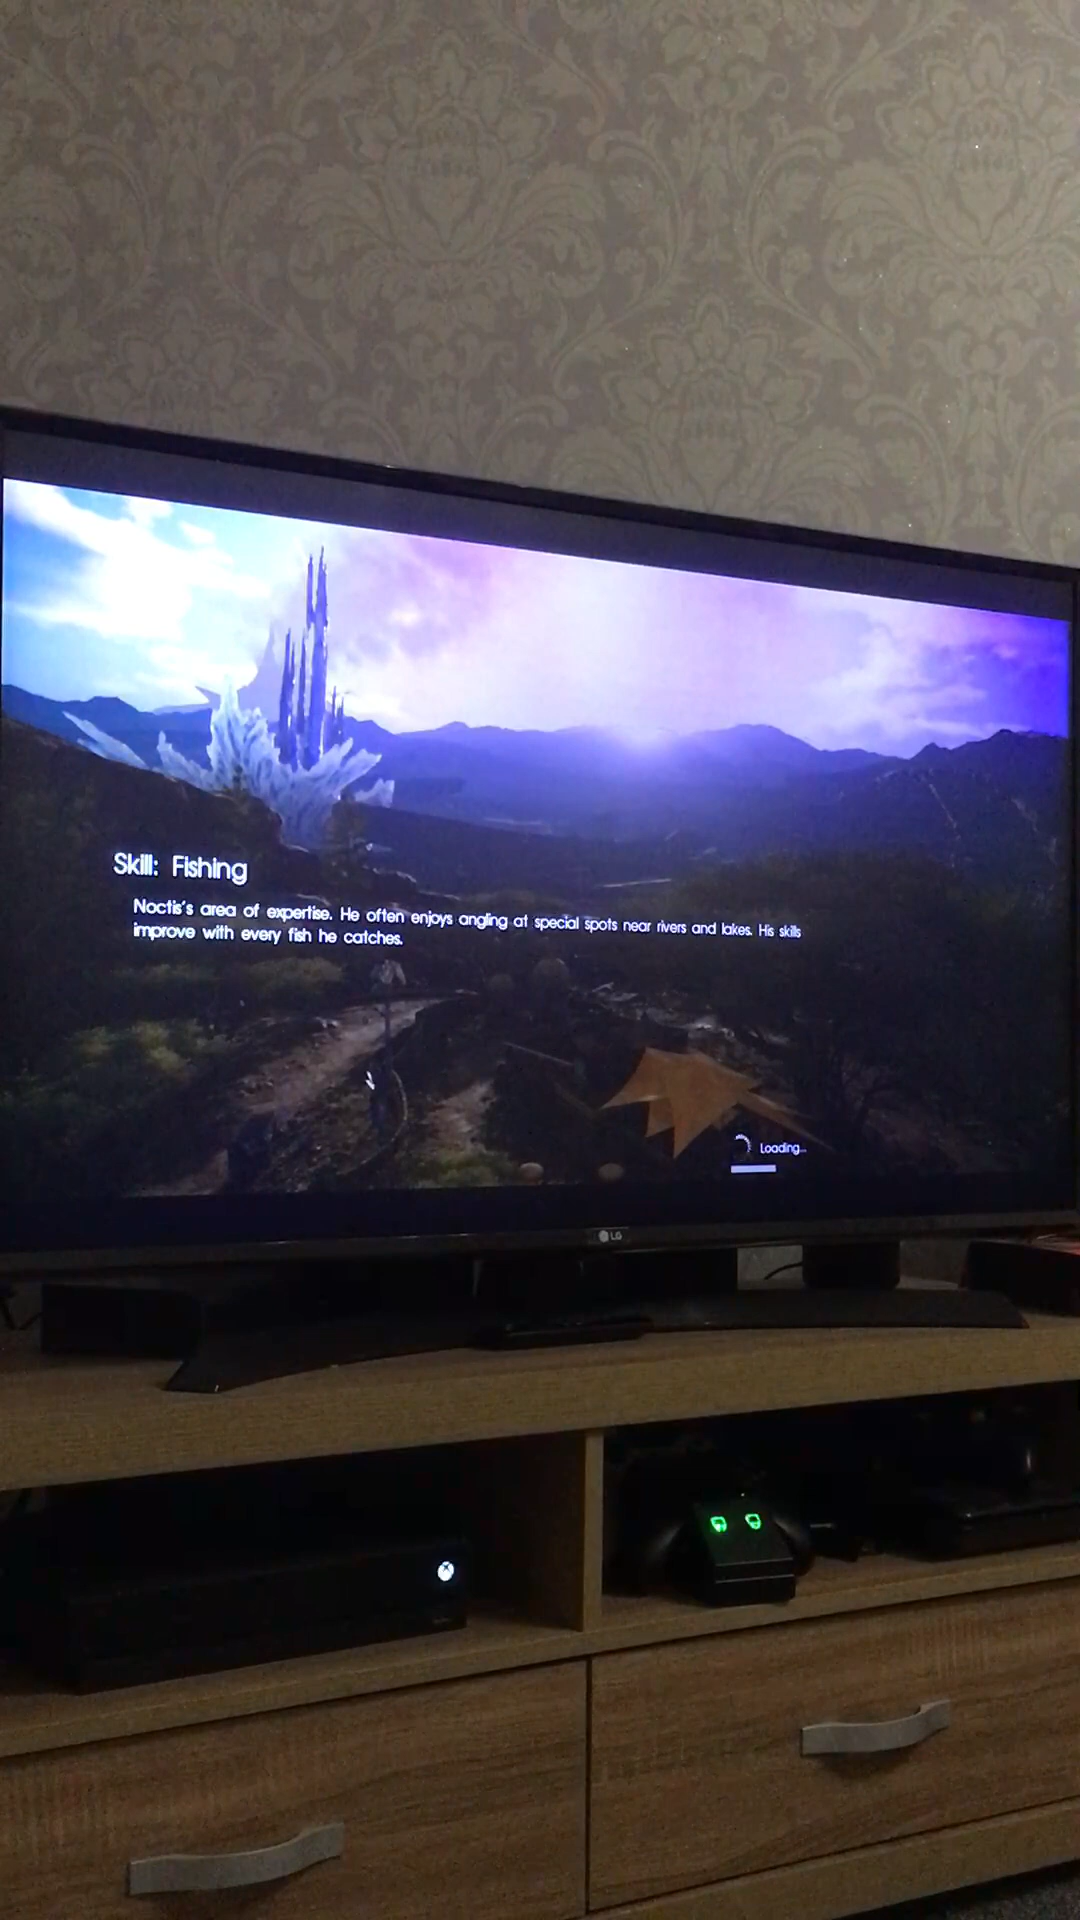 Skill: Fishing
Noctis's area of expertise. He often enjoys angling at special spots near rivers and lakes. His skills
improve with every fish he catches.
Loading...
LG